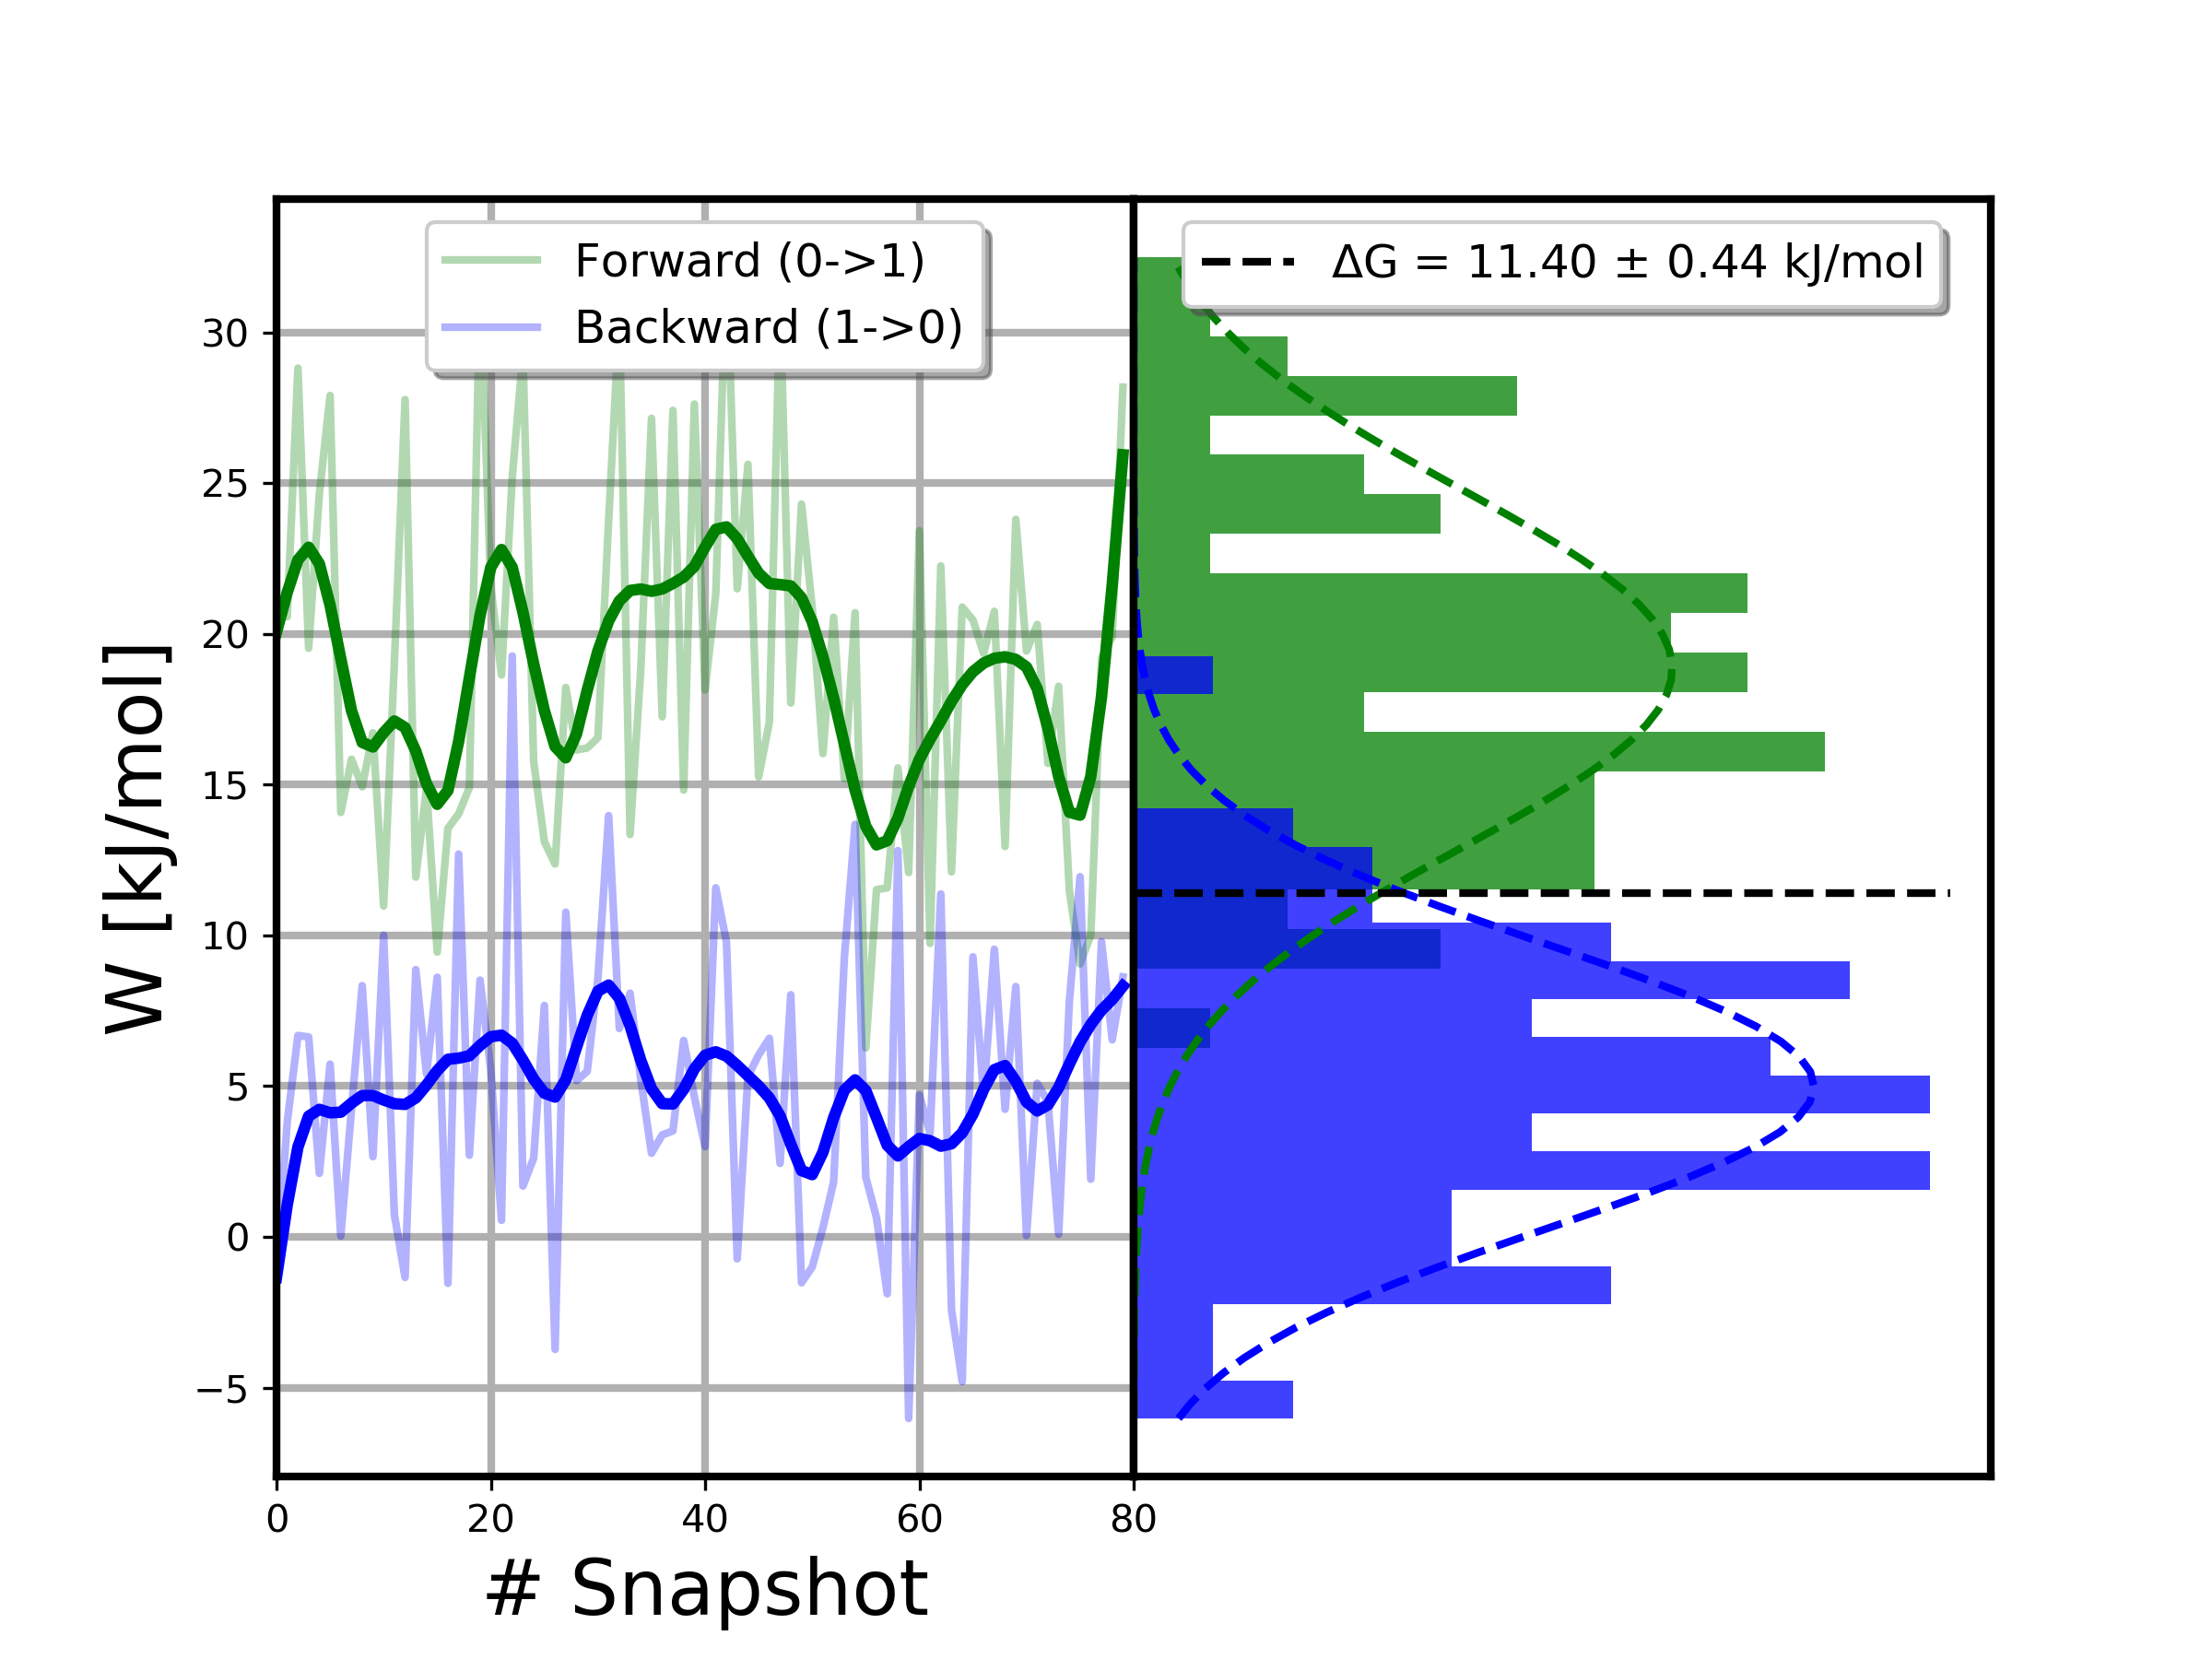 Forward (0->1)
Backward (1->0)
ΔG = 11.40 ± 0.44 kJ/mol
W [kJ/mol]
30
25
20
15
10
5
0
−5
0 20 40 60 80
# Snapshot